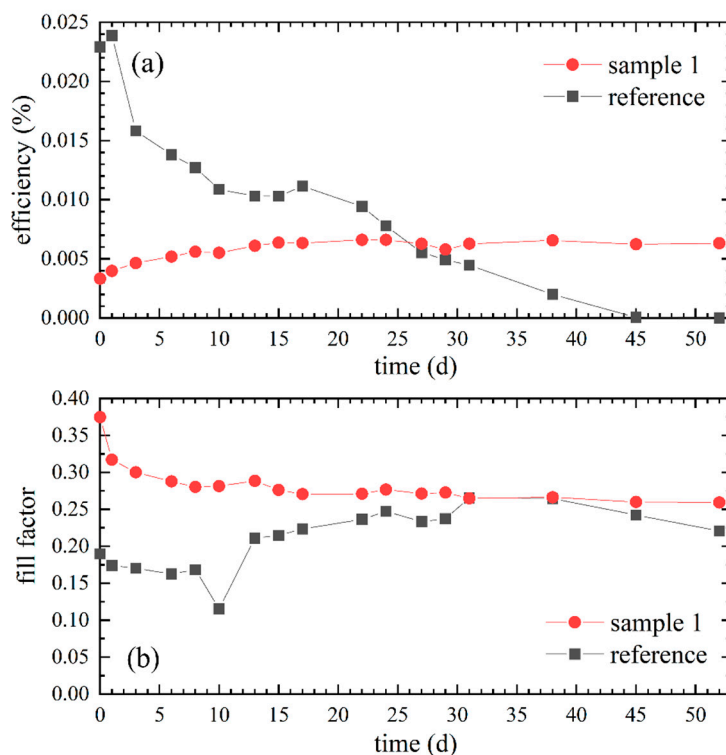 0.025
0.020
0.015
0.010
0.005
0.000
efficiency (%)
(a)
sample 1
reference
0 5 10 15 20 25 30 35 40 45 50
time (d)
0.40
0.35
0.30
0.25
0.20
0.15
0.10
0.05
0.00
fill factor
(b)
sample 1
reference
0 5 10 15 20 25 30 35 40 45 50
time (d)